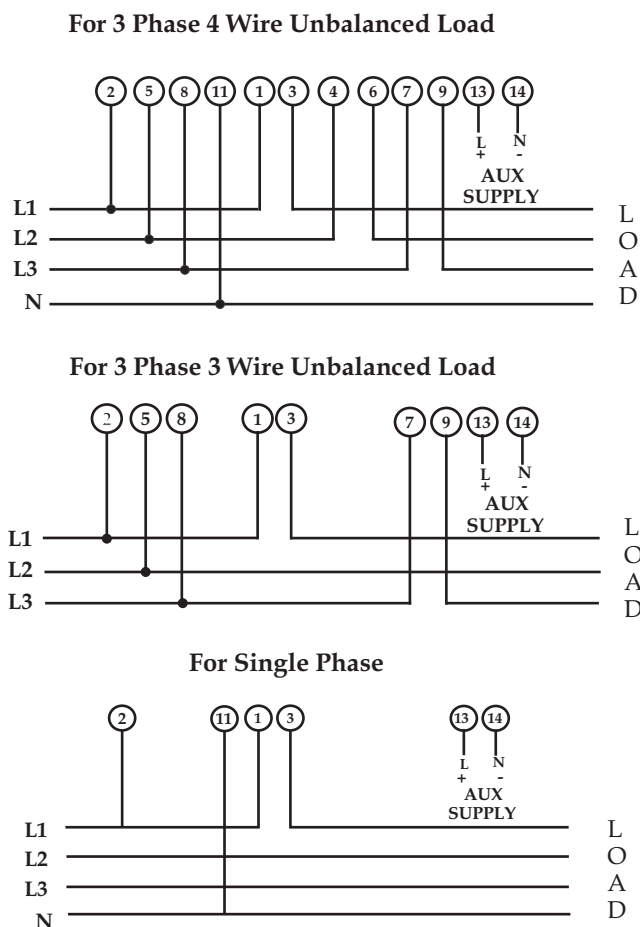 For 3 Phase 4 Wire Unbalanced Load
2 5 8 11 1 3 4 6 7 9 13 14
L N
+ -
AUX
SUPPLY
L1 L
L2 O
L3 A
N D
For 3 Phase 3 Wire Unbalanced Load
2 5 8 1 3 7 9 13 14
L N
+ -
AUX
SUPPLY
L1 L
L2 O
L3 A
D
For Single Phase
2 11 1 3 13 14
L N
+ -
AUX
SUPPLY
L1 L
L2 O
L3 A
N D